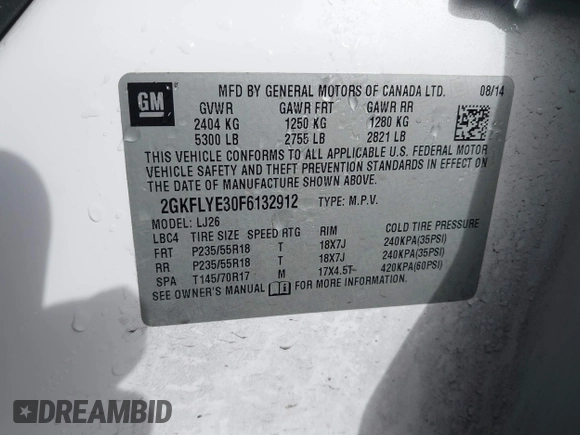 GM
MFD BY GENERAL MOTORS OF CANADA LTD. 08/14
GVWR GAWR FRT GAWR RR
2404 KG 1250 KG 1280 KG
5300 LB 2755 LB 2821 LB
THIS VEHICLE CONFORMS TO ALL APPLICABLE U.S. FEDERAL MOTOR
VEHICLE SAFETY AND THEFT PREVENTION STANDARDS IN EFFECT ON
THE DATE OF MANUFACTURE SHOWN ABOVE.
2GKFLYE30F6132912 TYPE: M.P.V.
MODEL: LJ26
LBC4 TIRE SIZE SPEED RTG RIM COLD TIRE PRESSURE
FRT P235/55R18 T 18X7J 240KPA(35PSI)
RR P235/55R18 T 18X7J 240KPA(35PSI)
SPA T145/70R17 M 17X4.5T 420KPA(60PSI)
SEE OWNER'S MANUAL i FOR MORE INFORMATION.
DREAMBID